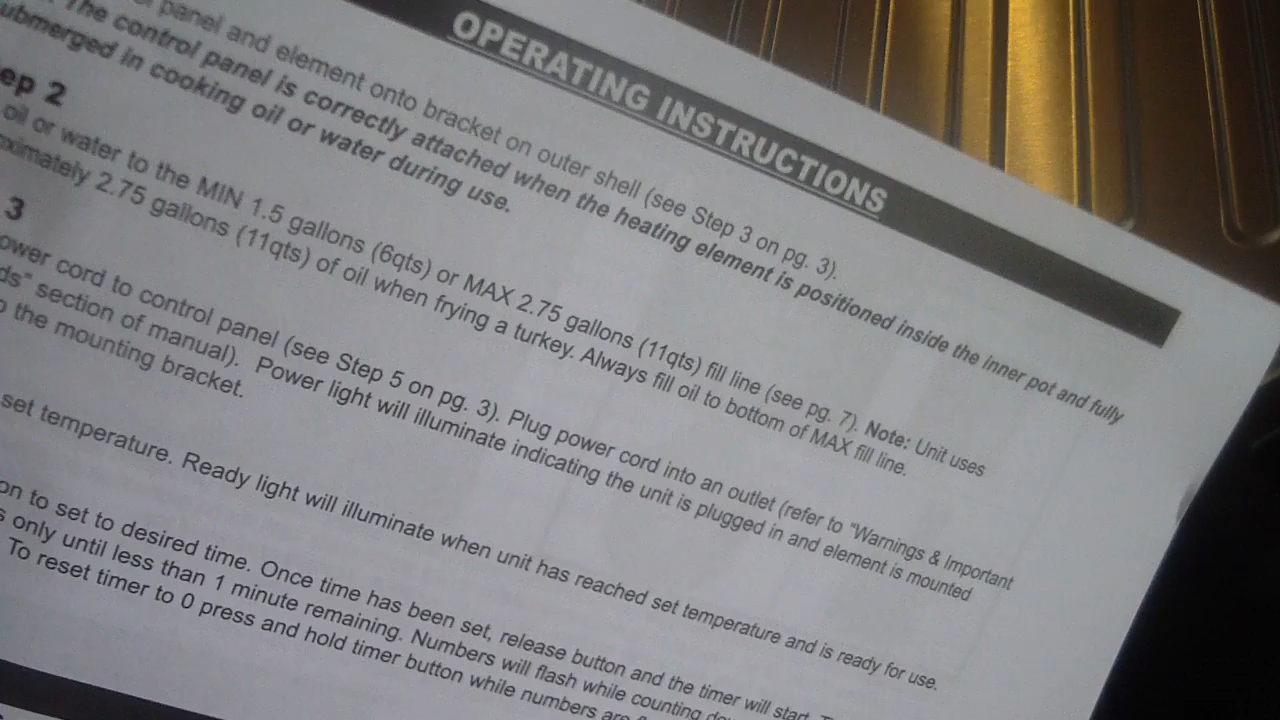 OPERATING INSTRUCTIONS
panel and element onto bracket on outer shell (see Step 3 on pg. 3).
The control panel is correctly attached when the heating element is positioned inside the inner pot and fully
submerged in cooking oil or water during use.
ep 2
oil or water to the MIN 1.5 gallons (6qts) or MAX 2.75 gallons (11qts) fill line (see pg. 7). Note: Unit uses
ximately 2.75 gallons (11qts) of oil when frying a turkey. Always fill oil to bottom of MAX fill line.
3
ower cord to control panel (see Step 5 on pg. 3). Plug power cord into an outlet (refer to "Warnings & Important
ds" section of manual). Power light will illuminate indicating the unit is plugged in and element is mounted
the mounting bracket.
set temperature. Ready light will illuminate when unit has reached set temperature and is ready for use.
on to set to desired time. Once time has been set, release button and the timer will start.
s only until less than 1 minute remaining. Numbers will flash while counting
To reset timer to 0 press and hold timer button while numbers are